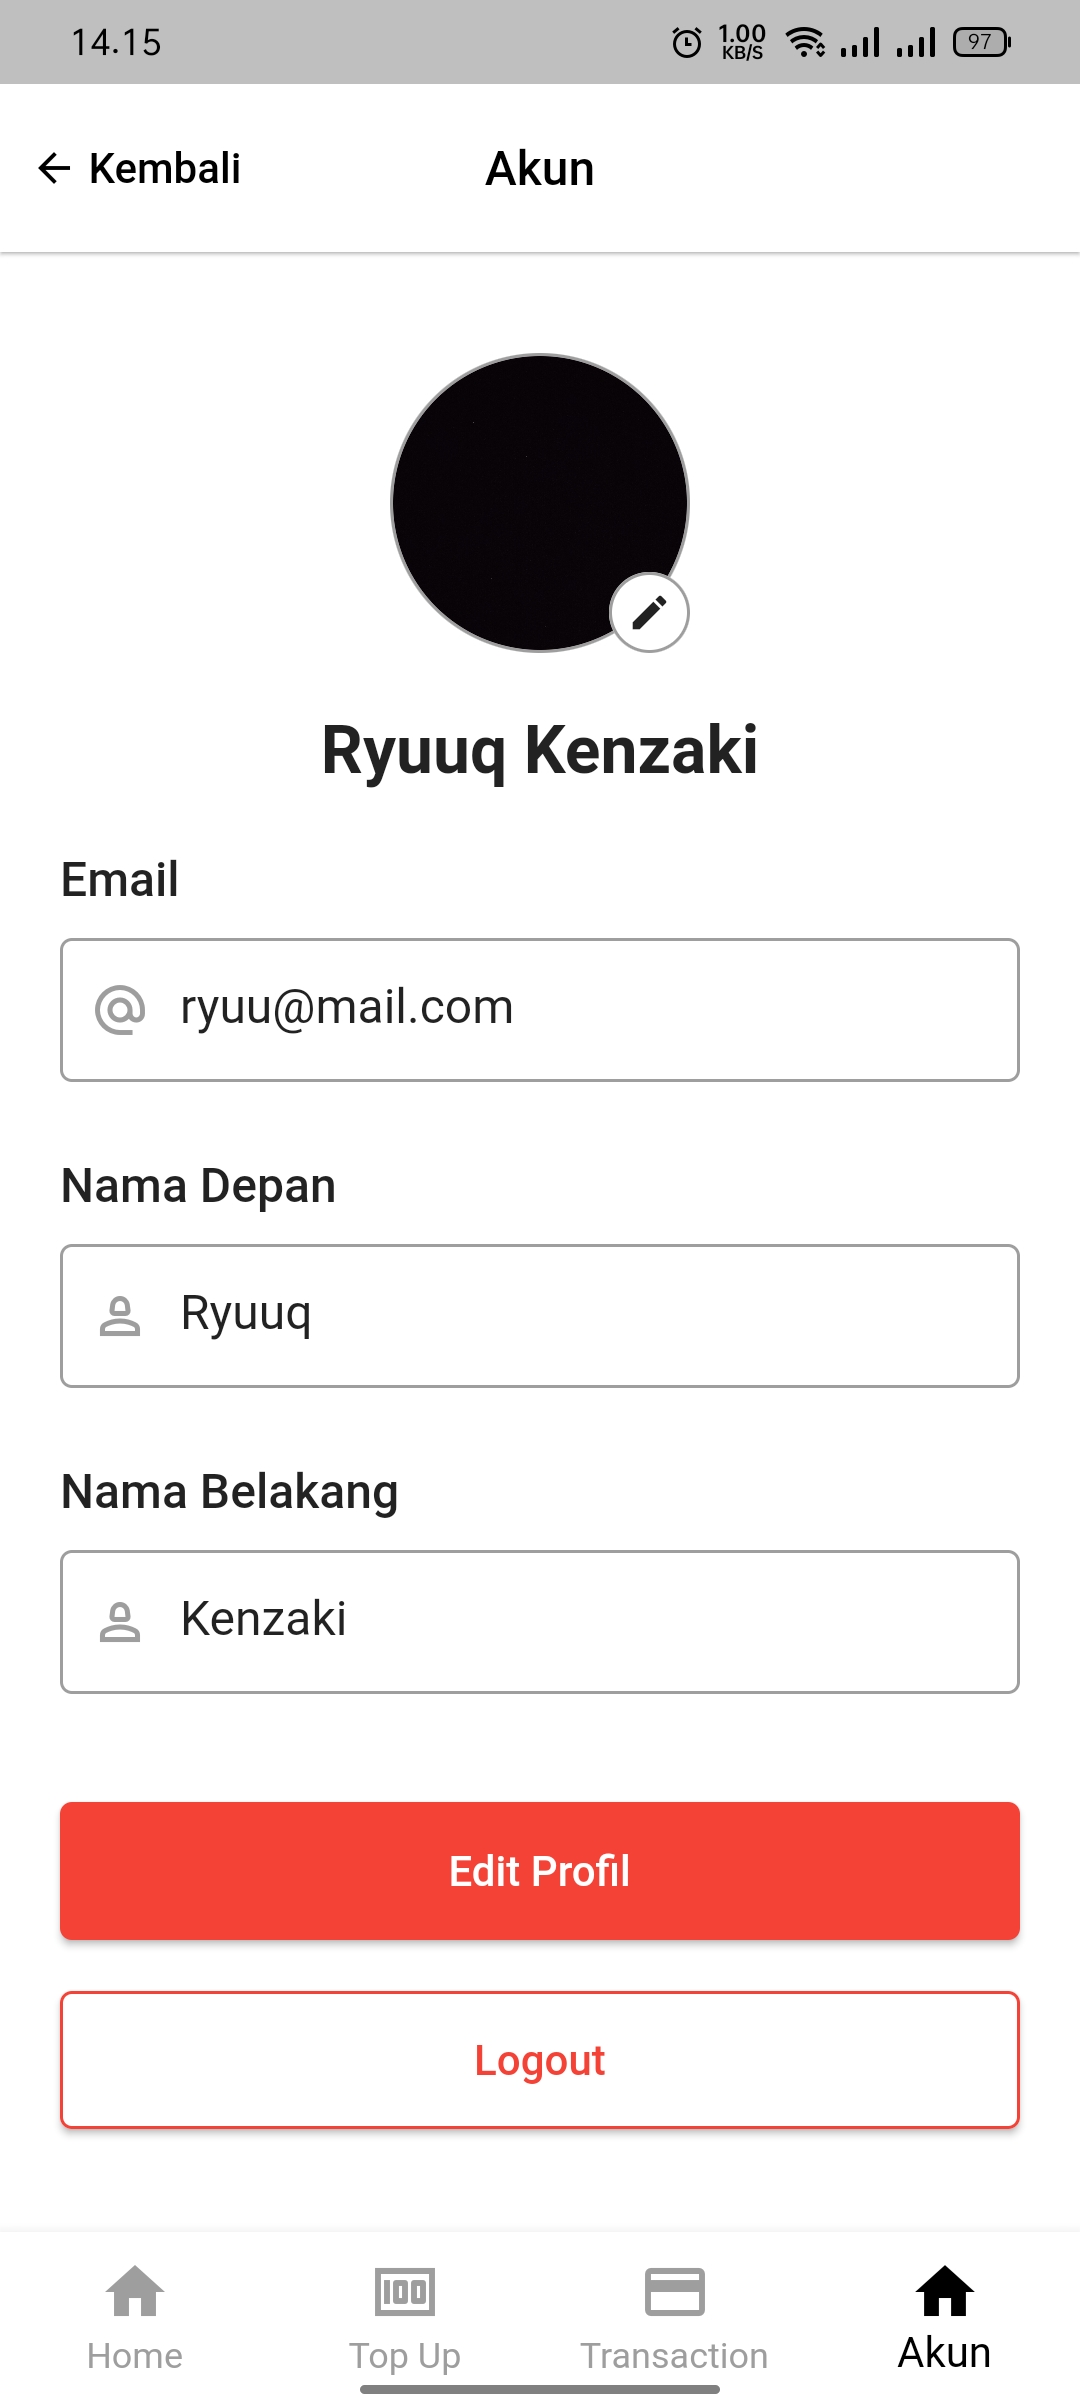 14.15
1.00
KB/S
97
Kembali
Akun
Ryuuq Kenzaki
Email
ryuu@mail.com
Nama Depan
Ryuuq
Nama Belakang
Kenzaki
Edit Profil
Logout
100
Home
Top Up
Transaction
Akun